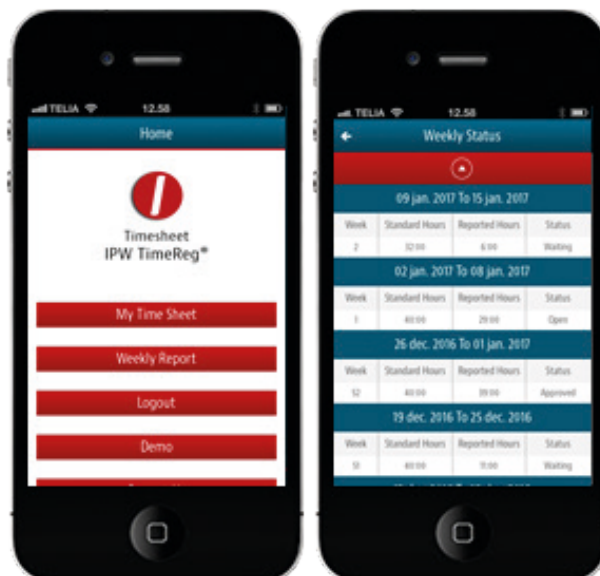 TELIA 12.58
Home
Timesheet
IPW TimeReg®
My Time Sheet
Weekly Report
Logout
Demo
TELIA 12.58
Weekly Status
09 jan. 2017 To 15 jan. 2017
Week Standard Hours Reported Hours Status
2 32:00 6:00 Waiting
02 jan. 2017 To 08 jan. 2017
Week Standard Hours Reported Hours Status
1 40:00 29:00 Open
26 dec. 2016 To 01 jan. 2017
Week Standard Hours Reported Hours Status
52 40:00 39:00 Approved
19 dec. 2016 To 25 dec. 2016
Week Standard Hours Reported Hours Status
51 40:00 11:00 Waiting